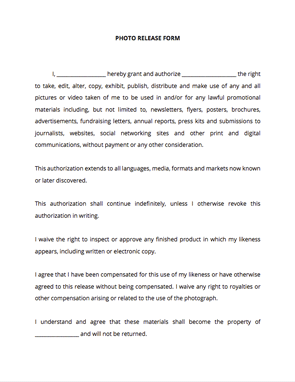 PHOTO RELEASE FORM
I, ____________________ hereby grant and authorize ____________________ the right
to take, edit, alter, copy, exhibit, publish, distribute and make use of any and all
pictures or video taken of me to be used in and/or for any lawful promotional
materials including, but not limited to, newsletters, flyers, posters, brochures,
advertisements, fundraising letters, annual reports, press kits and submissions to
journalists, websites, social networking sites and other print and digital
communications, without payment or any other consideration.
This authorization extends to all languages, media, formats and markets now known
or later discovered.
This authorization shall continue indefinitely, unless I otherwise revoke this
authorization in writing.
I waive the right to inspect or approve any finished product in which my likeness
appears, including written or electronic copy.
I agree that I have been compensated for this use of my likeness or have otherwise
agreed to this release without being compensated. I waive any right to royalties or
other compensation arising or related to the use of the photograph.
I understand and agree that these materials shall become the property of
__________________ and will not be returned.